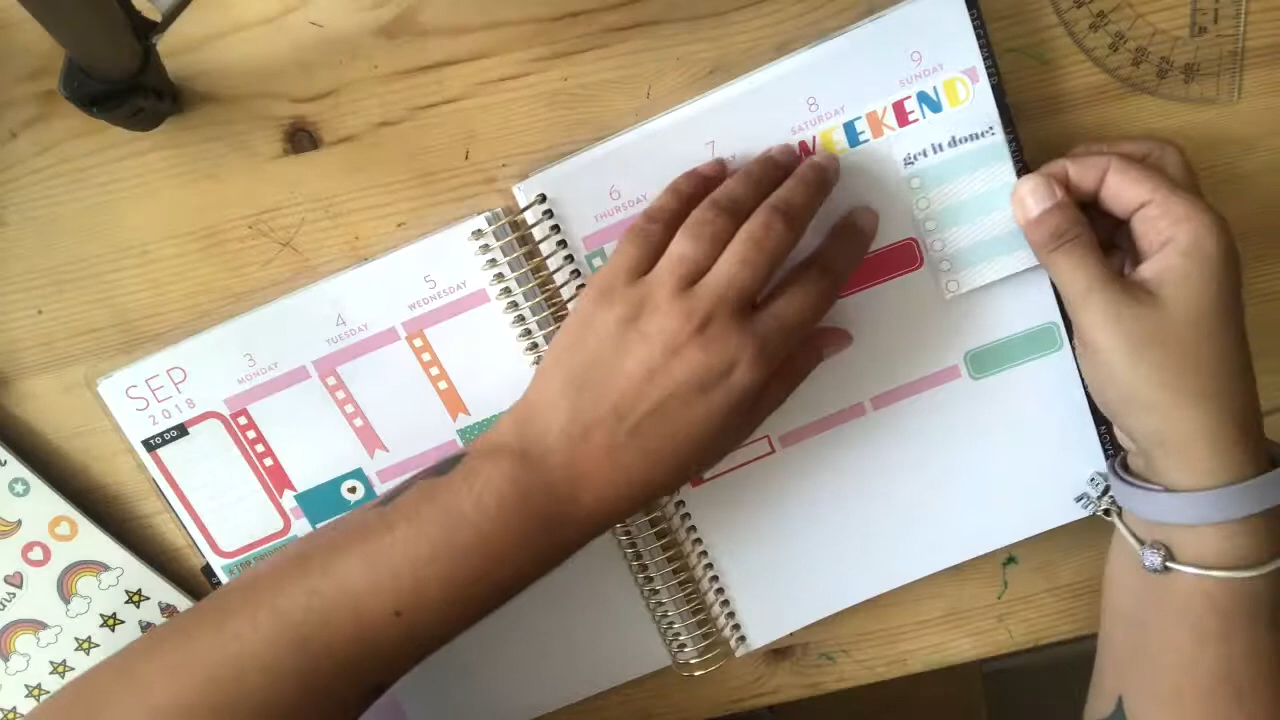 SEP
2018
TO DO:
3
MONDAY
4
TUESDAY
5
WEDNESDAY
6
THURSDAY
7
8
SATURDAY
9
SUNDAY
WEEKEND
get it done:
DECEMBER